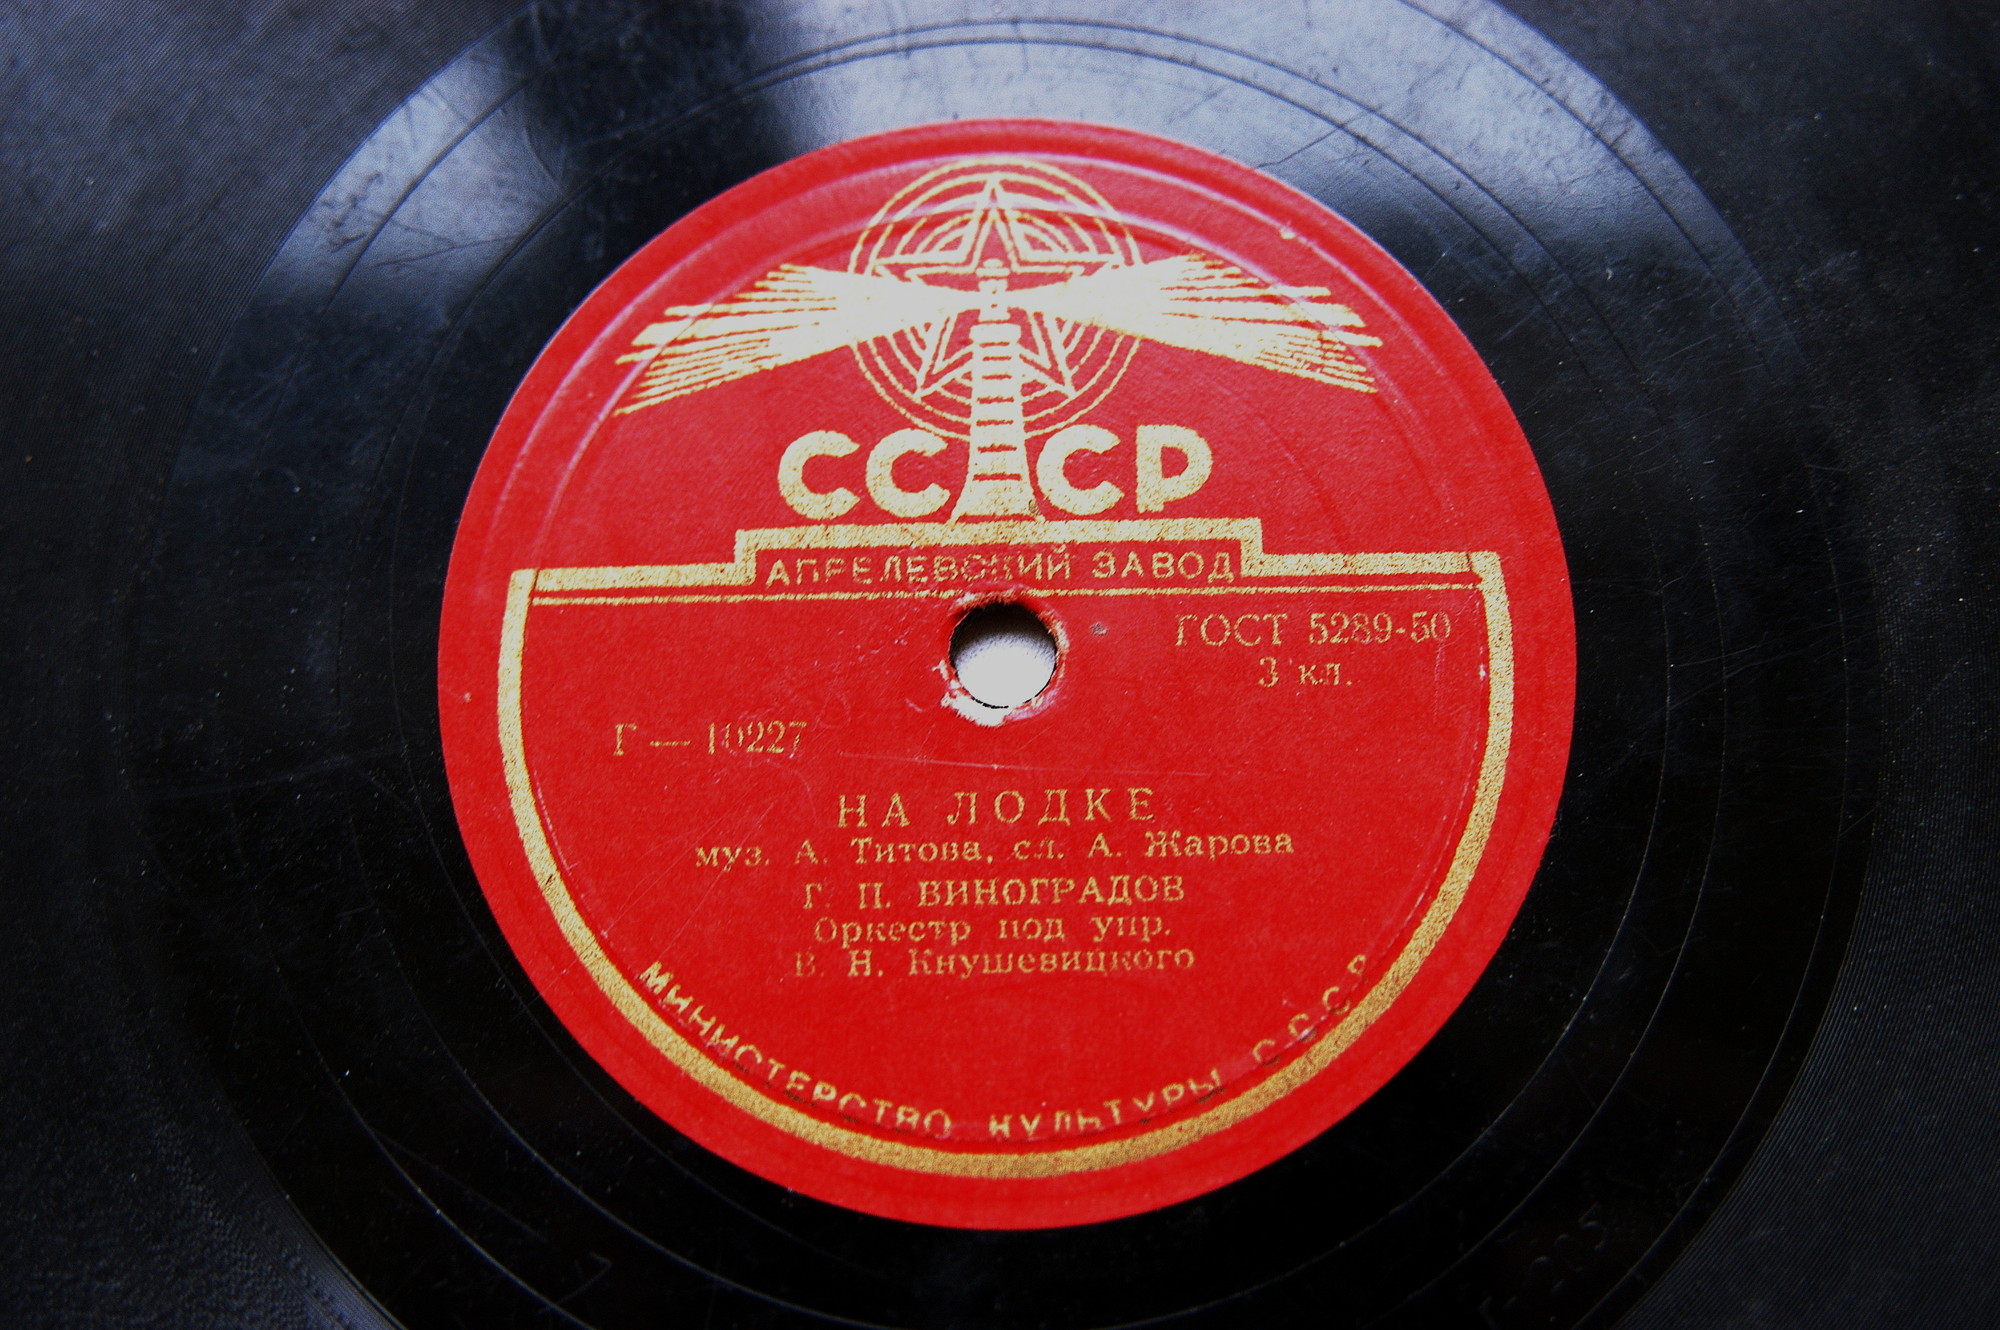 СССР
АПРЕЛЕВСКИЙ ЗАВОД
ГОСТ 5289-50
3 кл.
Г — 10227
НА ЛОДКЕ
муз. А. Титова, сл. А. Жарова
Г. П. ВИНОГРАДОВ
Оркестр под упр.
В. Н. Кнушевицкого
МИНИСТЕРСТВО КУЛЬТУРЫ С.С.С.Р